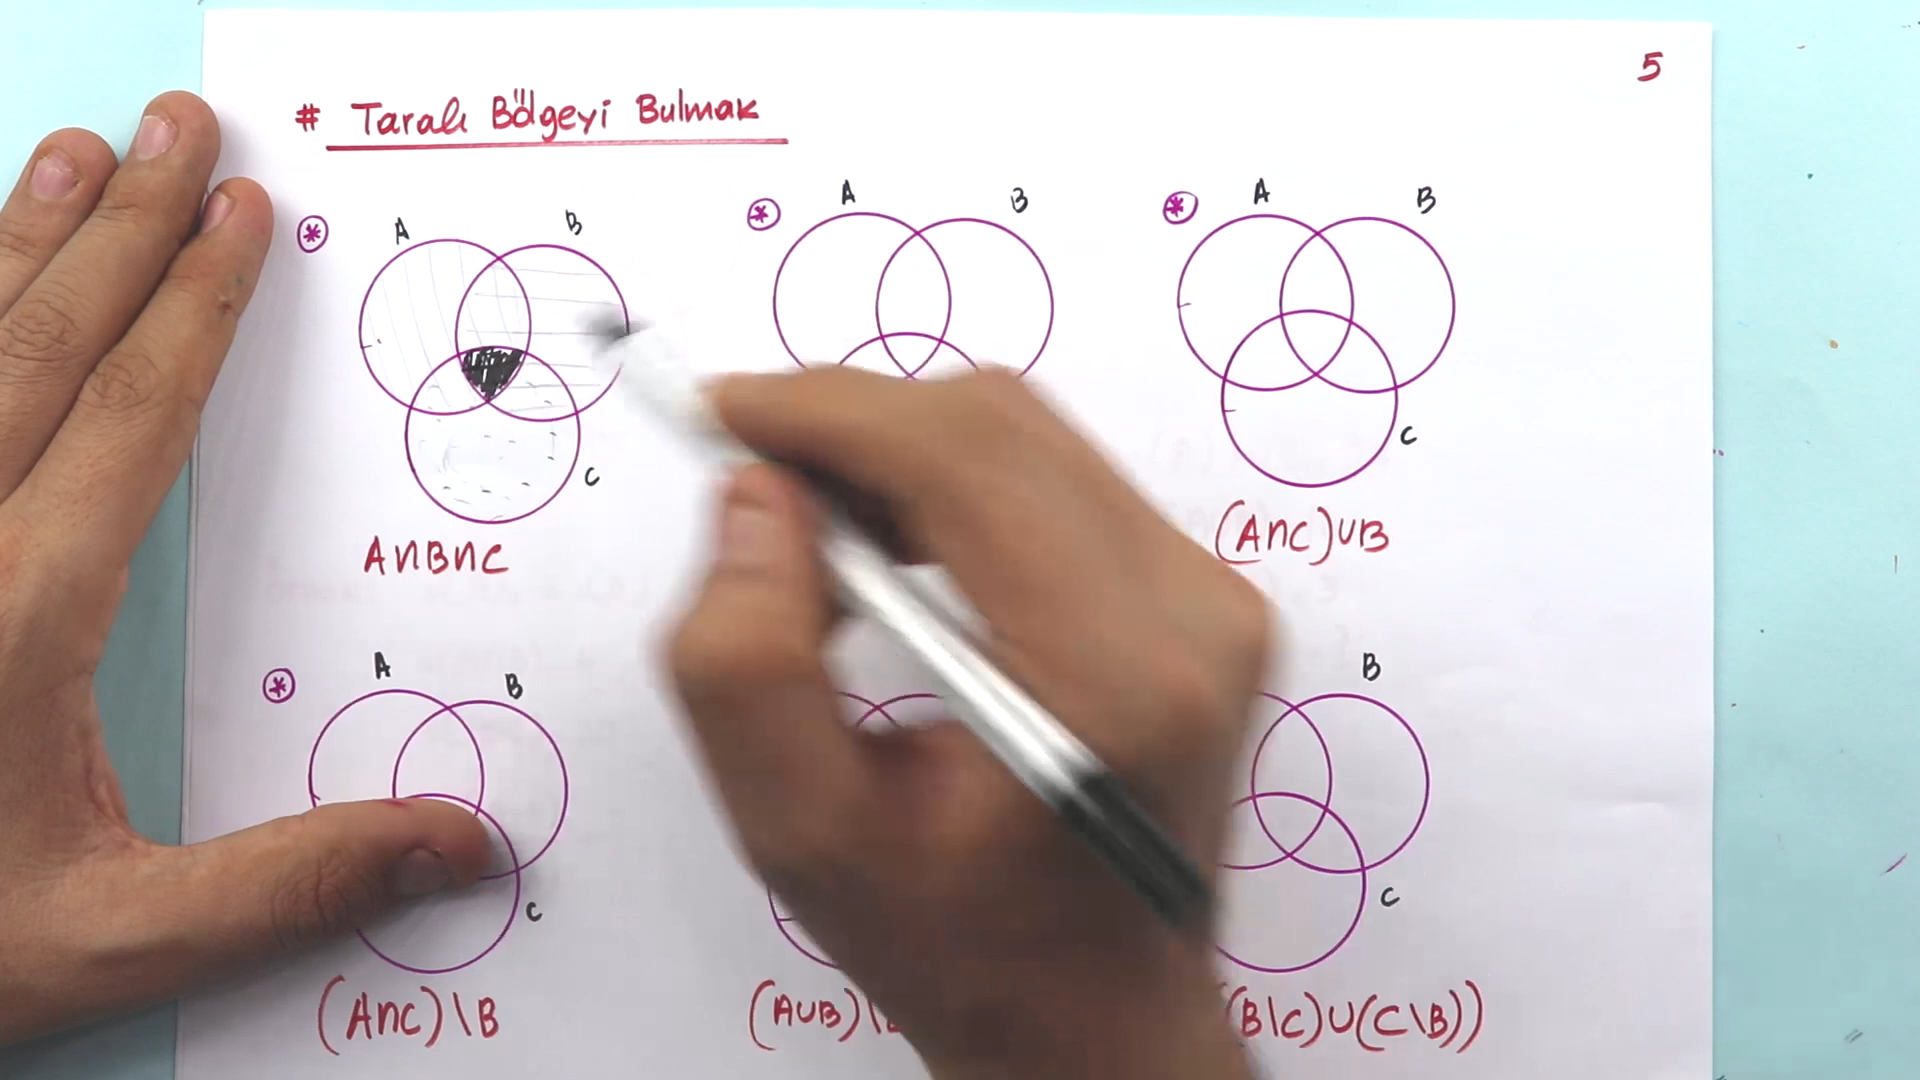 5
# Taralı Bölgeyi Bulmak
* A B C
A∩B∩C
* A B
* A B C
(A∩C)∪B
* A B C
(A∩C)\B
(A∪B)\
B C
(B\C)∪(C\B))